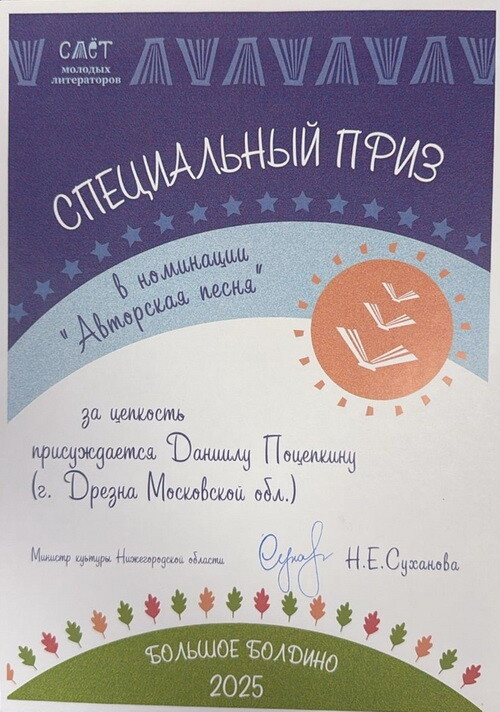 СЛЁТ
молодых
литераторов
СПЕЦИАЛЬНЫЙ ПРИЗ
в номинации
"Авторская песня"
за цепкость
присуждается Даниилу Поцепкину
(г. Дрезна Московской обл.)
Министр культуры Нижегородской области
Н.Е.Суханова
БОЛЬШОЕ БОЛДИНО
2025